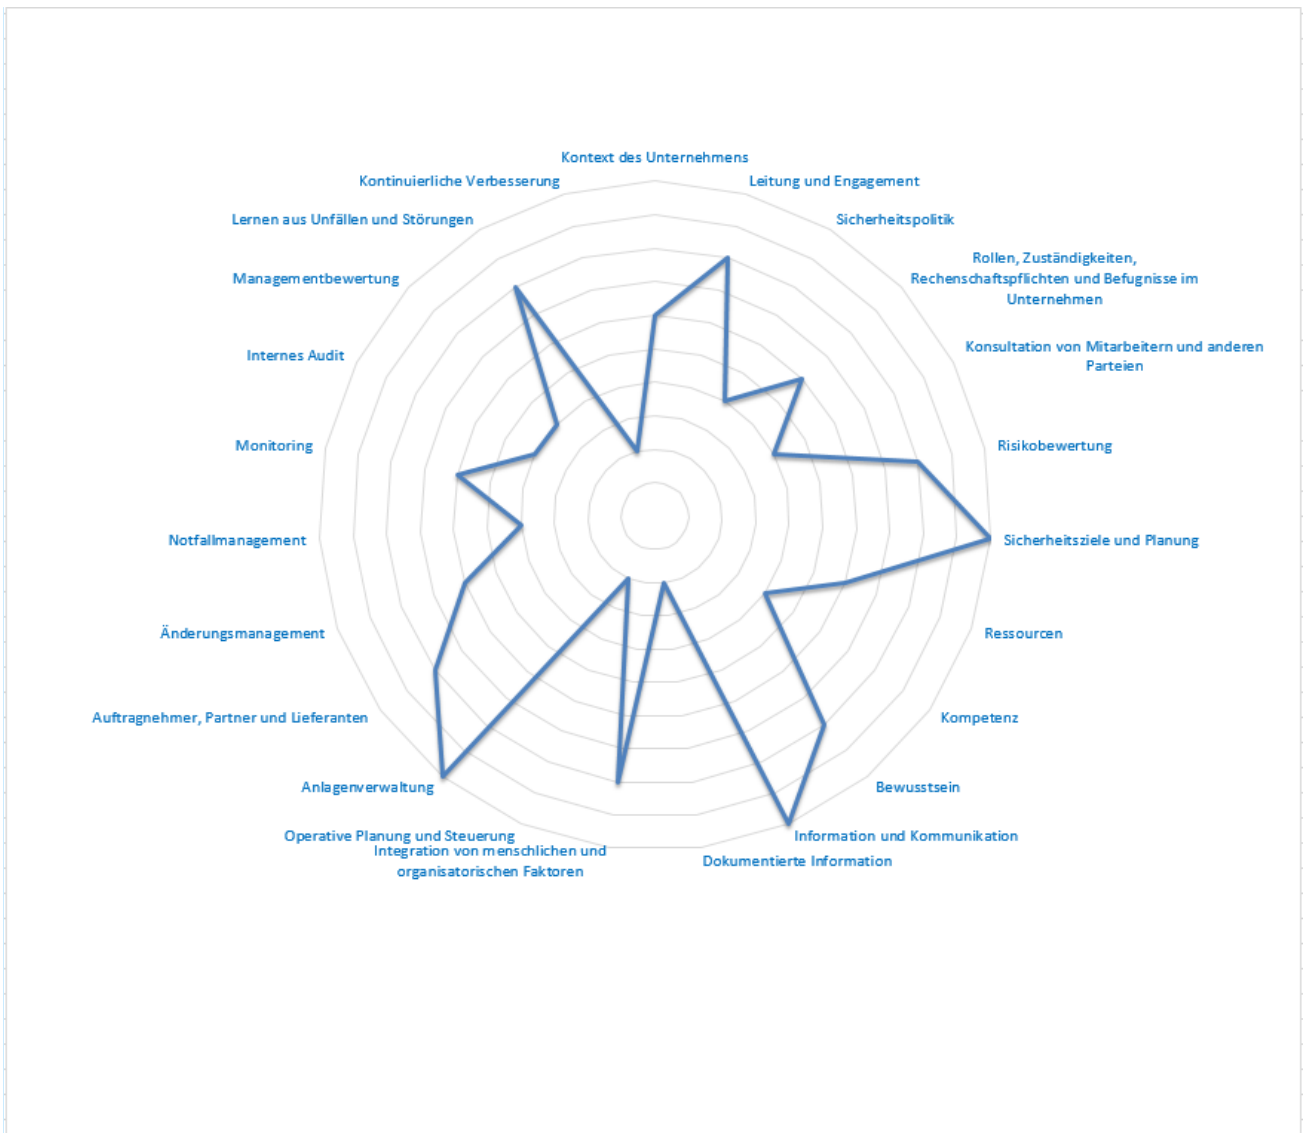 Kontext des Unternehmens
Leitung und Engagement
Sicherheitspolitik
Rollen, Zuständigkeiten,
Rechenschaftspflichten und Befugnisse im
Unternehmen
Konsultation von Mitarbeitern und anderen
Parteien
Risikobewertung
Sicherheitsziele und Planung
Ressourcen
Kompetenz
Bewusstsein
Information und Kommunikation
Dokumentierte Information
Integration von menschlichen und
organisatorischen Faktoren
Operative Planung und Steuerung
Anlagenverwaltung
Auftragnehmer, Partner und Lieferanten
Änderungsmanagement
Notfallmanagement
Monitoring
Internes Audit
Managementbewertung
Lernen aus Unfällen und Störungen
Kontinuierliche Verbesserung